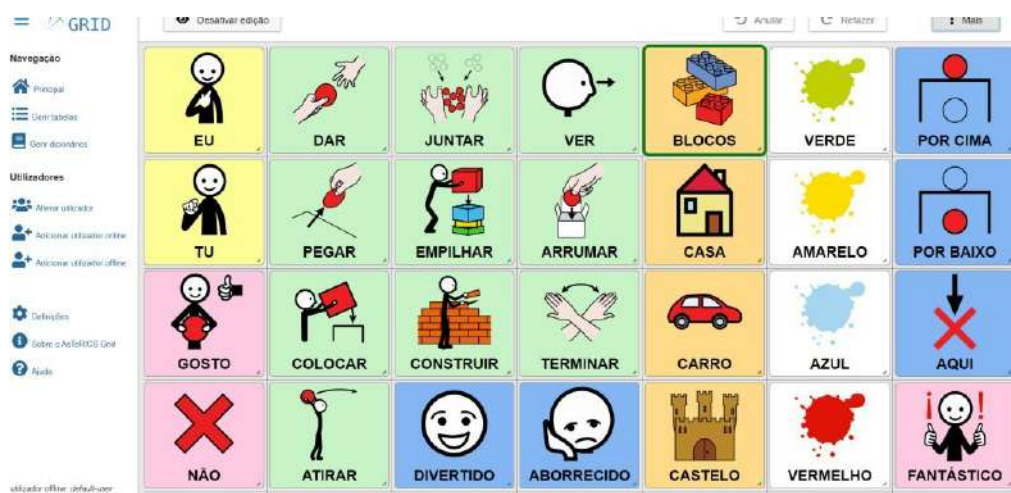 GRID
Desativar edição
Anular
Refazer
Mais
Navegação
Principal
Gerir tabelas
Gerir dicionários
Utilizadores
Alterar utilizador
Adicionar utilizador online
Adicionar utilizador offline
Definições
Sobre o AsTeRICS Grid
Ajuda
utilizador offline: default-user
EU
DAR
JUNTAR
VER
BLOCOS
VERDE
POR CIMA
TU
PEGAR
EMPILHAR
ARRUMAR
CASA
AMARELO
POR BAIXO
GOSTO
COLOCAR
CONSTRUIR
TERMINAR
CARRO
AZUL
AQUI
NÃO
ATIRAR
DIVERTIDO
ABORRECIDO
CASTELO
VERMELHO
FANTÁSTICO